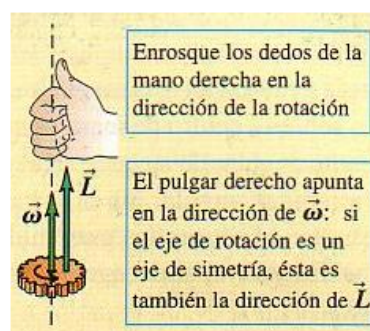 Enrosque los dedos de la
mano derecha en la
dirección de la rotación
L
ω
El pulgar derecho apunta
en la dirección de ω: si
el eje de rotación es un
eje de simetría, ésta es
también la dirección de L